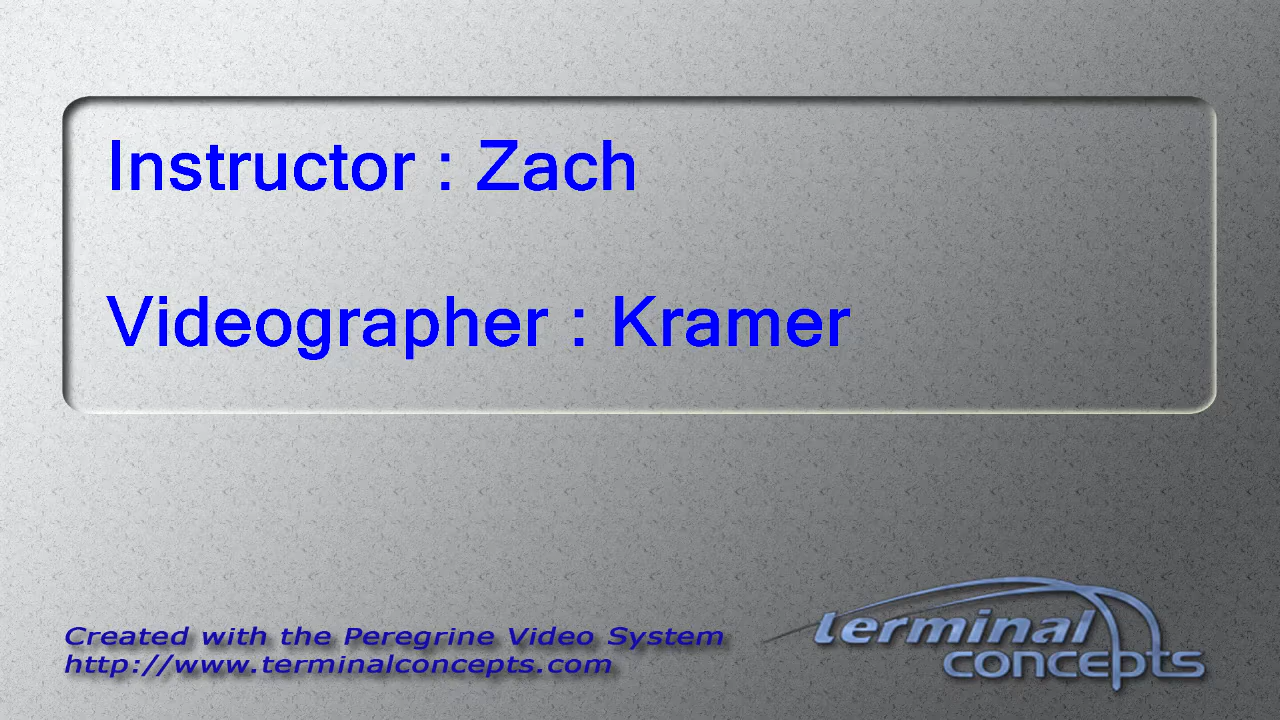 Instructor : Zach
Videographer : Kramer
Created with the Peregrine Video System
http://www.terminalconcepts.com
terminal
concepts